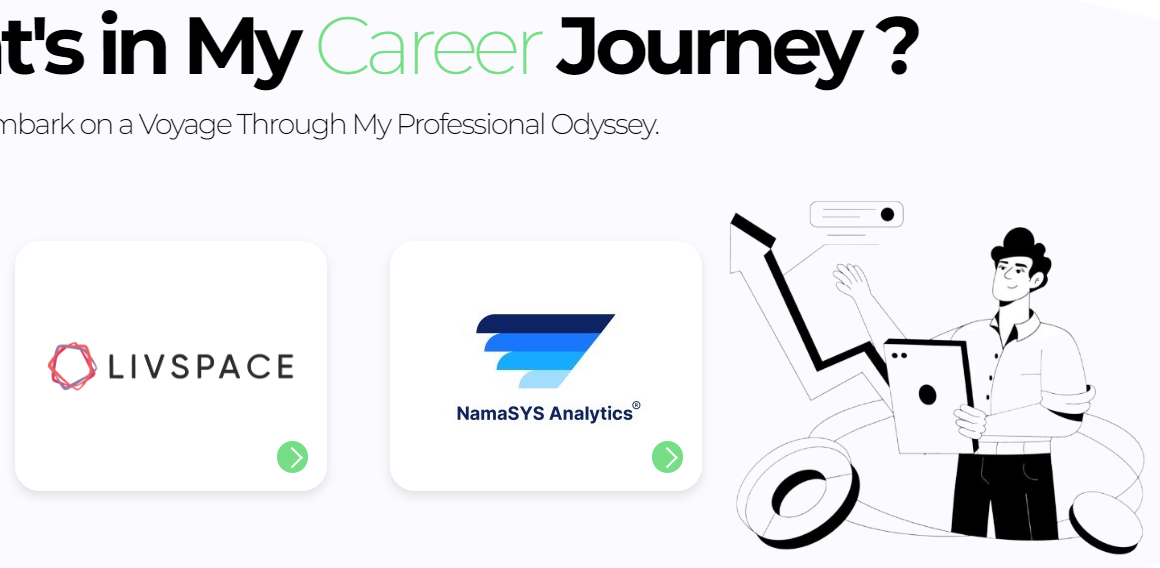 t's in My Career Journey ?
mbark on a Voyage Through My Professional Odyssey.
LIVSPACE
NamaSYS Analytics®